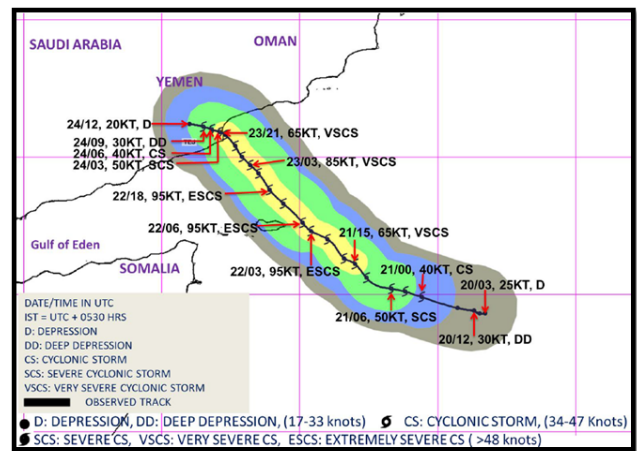 SAUDI ARABIA
OMAN
YEMEN
24/12, 20KT, D
24/09, 30KT, DD
24/06, 40KT, CS
24/03, 50KT, SCS
23/21, 65KT, VSCS
23/03, 85KT, VSCS
22/18, 95KT, ESCS
22/06, 95KT, ESCS
21/15, 65KT, VSCS
Gulf of Eden
SOMALIA
22/03, 95KT, ESCS
21/00, 40KT, CS
20/03, 25KT, D
21/06, 50KT, SCS
20/12, 30KT, DD
DATE/TIME IN UTC
IST = UTC + 0530 HRS
D: DEPRESSION
DD: DEEP DEPRESSION
CS: CYCLONIC STORM
SCS: SEVERE CYCLONIC STORM
VSCS: VERY SEVERE CYCLONIC STORM
OBSERVED TRACK
D: DEPRESSION, DD: DEEP DEPRESSION, (17-33 knots) CS: CYCLONIC STORM, (34-47 Knots)
SCS: SEVERE CS, VSCS: VERY SEVERE CS, ESCS: EXTREMELY SEVERE CS ( >48 knots)